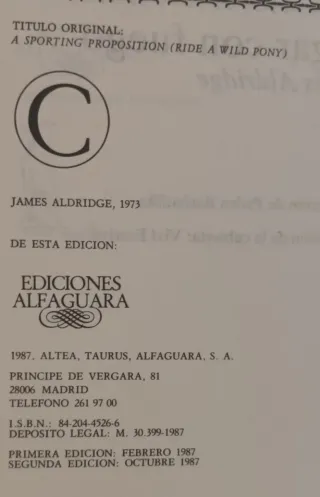 TITULO ORIGINAL:
A SPORTING PROPOSITION (RIDE A WILD PONY)
C
JAMES ALDRIDGE, 1973
DE ESTA EDICION:
EDICIONES
ALFAGUARA
1987. ALTEA, TAURUS, ALFAGUARA, S. A.
PRINCIPE DE VERGARA, 81
28006 MADRID
TELEFONO 261 97 00
I.S.B.N.: 84-204-4526-6
DEPOSITO LEGAL: M. 30.399-1987
PRIMERA EDICION: FEBRERO 1987
SEGUNDA EDICION: OCTUBRE 1987